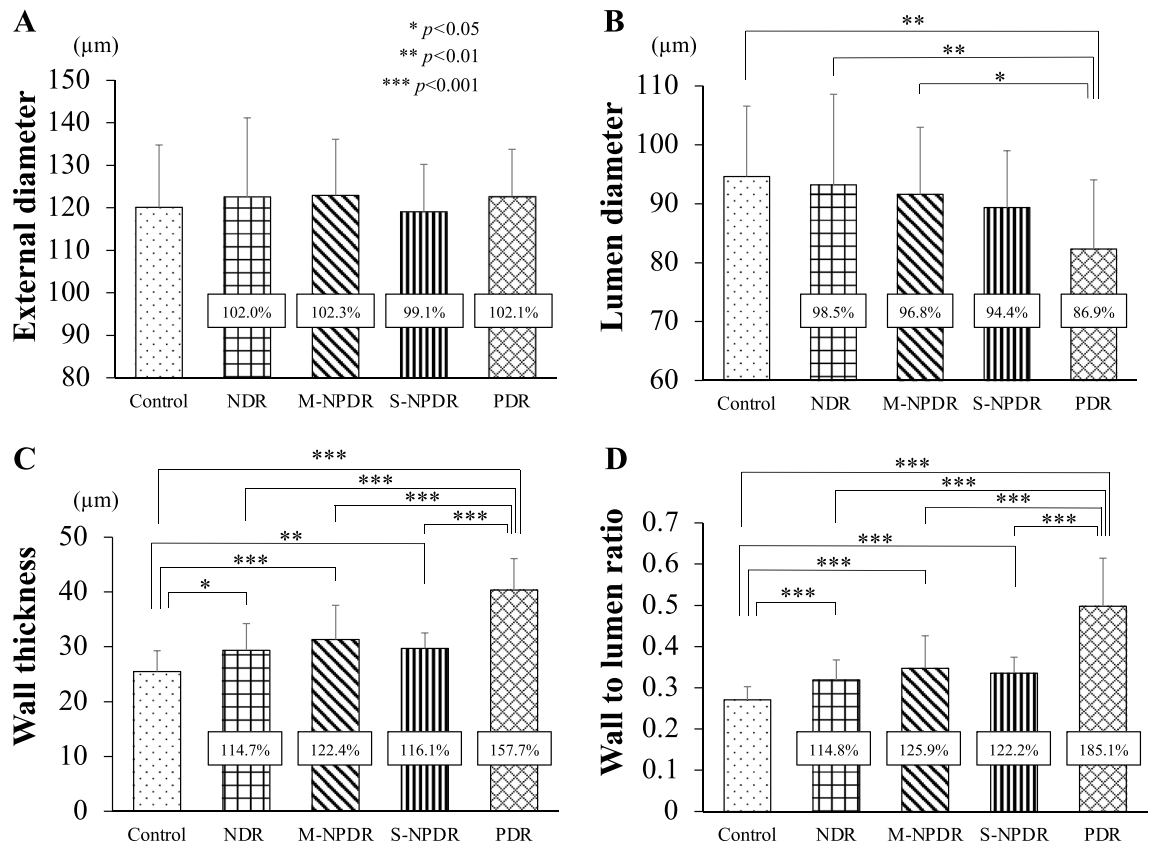 A
* p<0.05
** p<0.01
*** p<0.001
(µm)
External diameter
150
140
130
120
110
100
90
80
102.0%
102.3%
99.1%
102.1%
Control
NDR
M-NPDR
S-NPDR
PDR
B
(µm)
Lumen diameter
**
**
*
110
100
90
80
70
60
98.5%
96.8%
94.4%
86.9%
Control
NDR
M-NPDR
S-NPDR
PDR
C
(µm)
Wall thickness
***
***
***
***
**
***
*
50
40
30
20
10
0
114.7%
122.4%
116.1%
157.7%
Control
NDR
M-NPDR
S-NPDR
PDR
D
Wall to lumen ratio
***
***
***
***
***
***
***
0.7
0.6
0.5
0.4
0.3
0.2
0.1
0
114.8%
125.9%
122.2%
185.1%
Control
NDR
M-NPDR
S-NPDR
PDR